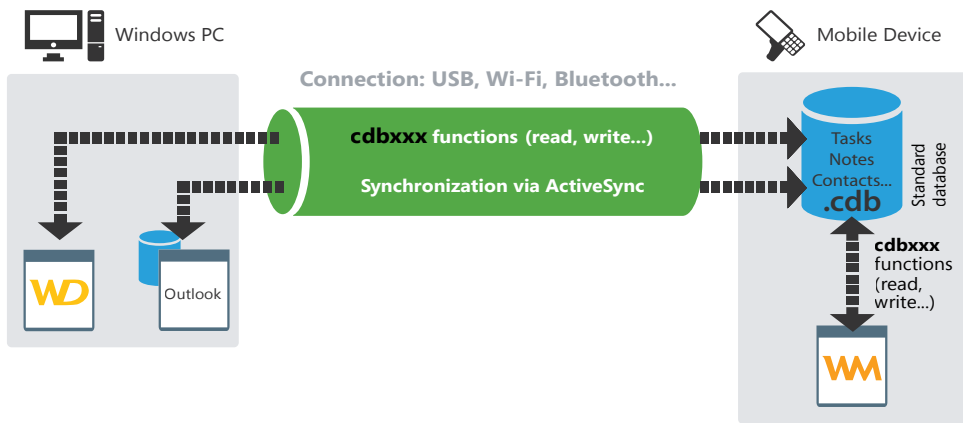 Windows PC
Mobile Device
Connection: USB, Wi-Fi, Bluetooth...
cdbxxx functions (read, write...)
Synchronization via ActiveSync
Tasks
Notes
Contacts...
.cdb
Standard
database
cdbxxx
functions
(read,
write...)
WD
Outlook
WM